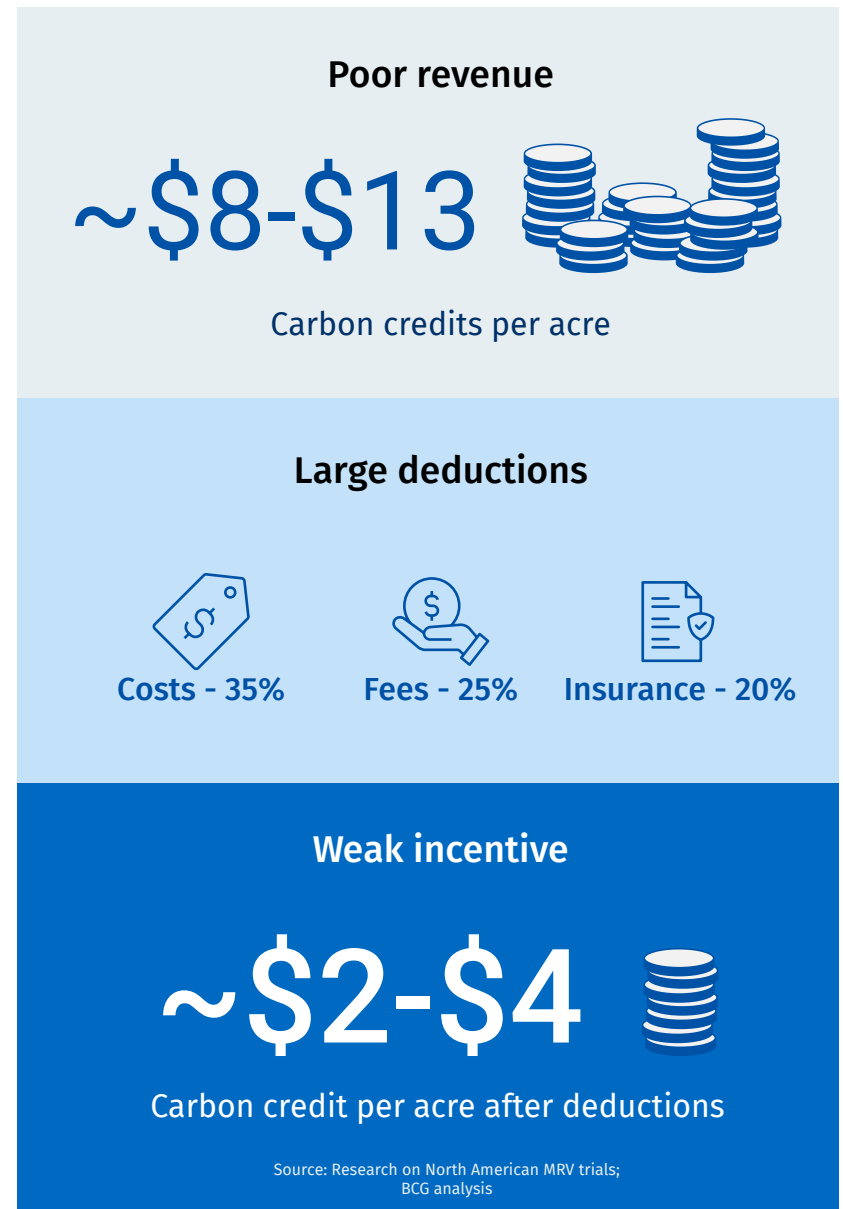 Poor revenue
~$8-$13
Carbon credits per acre
Large deductions
Costs - 35%
Fees - 25%
Insurance - 20%
Weak incentive
~$2-$4
Carbon credit per acre after deductions
Source: Research on North American MRV trials;
BCG analysis